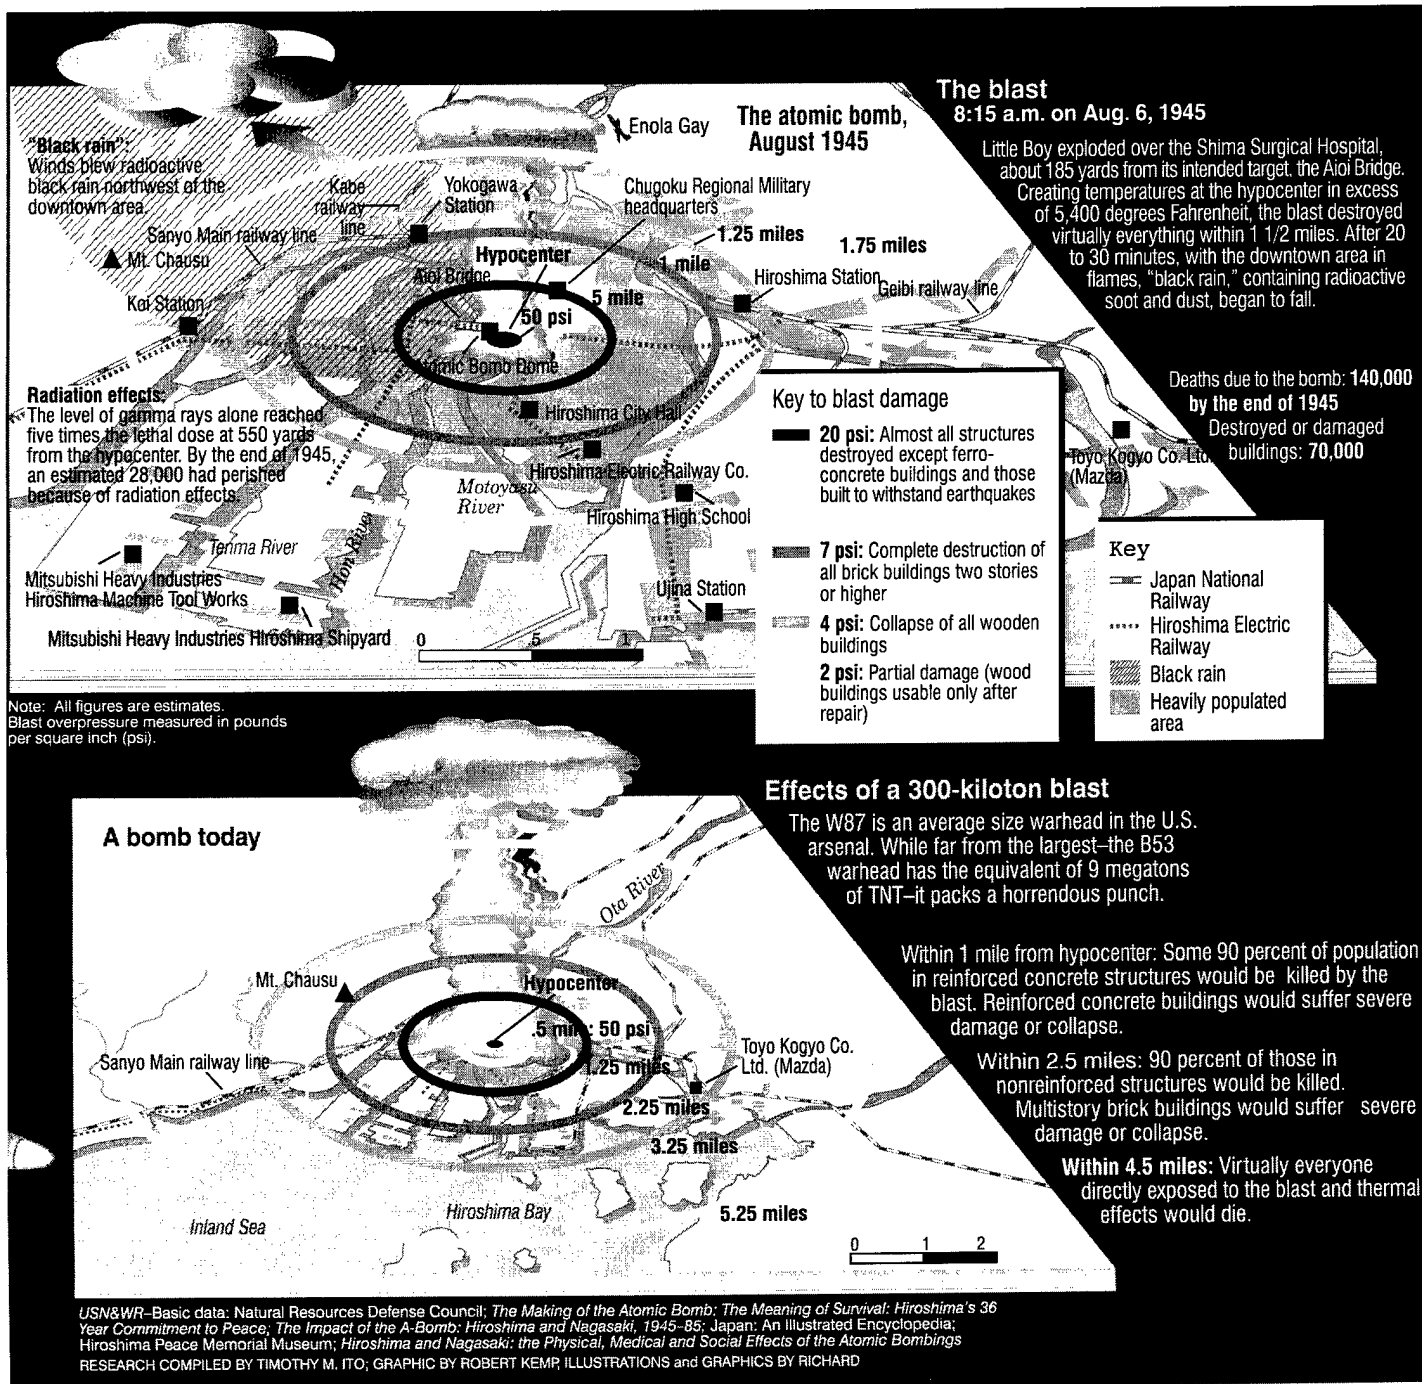 The blast
8:15 a.m. on Aug. 6, 1945
Little Boy exploded over the Shima Surgical Hospital,
about 185 yards from its intended target, the Aioi Bridge.
Creating temperatures at the hypocenter in excess
of 5,400 degrees Fahrenheit, the blast destroyed
virtually everything within 1 1/2 miles. After 20
to 30 minutes, with the downtown area in
flames, "black rain," containing radioactive
soot and dust, began to fall.
Deaths due to the bomb: 140,000
by the end of 1945
Destroyed or damaged
buildings: 70,000
The atomic bomb,
August 1945
Enola Gay
"Black rain":
Winds blew radioactive
black rain northwest of the
downtown area.
Kabe
railway
line
Yokogawa
Station
Chugoku Regional Military
headquarters
Sanyo Main railway line
Mt. Chausu
Hypocenter
1.25 miles
1.75 miles
1 mile
Aioi Bridge
Hiroshima Station
Geibi railway line
Koi Station
5 mile
50 psi
Atomic Bomb Dome
Radiation effects:
The level of gamma rays alone reached
five times the lethal dose at 550 yards
from the hypocenter. By the end of 1945,
an estimated 28,000 had perished
because of radiation effects.
Hiroshima City Hall
Hiroshima Electric Railway Co.
Motoyasu
River
Hiroshima High School
Toyo Kogyo Co. Ltd.
(Mazda)
Tenma River
Hon River
Mitsubishi Heavy Industries
Hiroshima Machine Tool Works
Ujina Station
Mitsubishi Heavy Industries Hiroshima Shipyard
0 5 1
Key to blast damage
20 psi: Almost all structures
destroyed except ferro-
concrete buildings and those
built to withstand earthquakes
7 psi: Complete destruction of
all brick buildings two stories
or higher
4 psi: Collapse of all wooden
buildings
2 psi: Partial damage (wood
buildings usable only after
repair)
Key
Japan National
Railway
Hiroshima Electric
Railway
Black rain
Heavily populated
area
Note: All figures are estimates.
Blast overpressure measured in pounds
per square inch (psi).
Effects of a 300-kiloton blast
The W87 is an average size warhead in the U.S.
arsenal. While far from the largest–the B53
warhead has the equivalent of 9 megatons
of TNT–it packs a horrendous punch.
Within 1 mile from hypocenter: Some 90 percent of population
in reinforced concrete structures would be killed by the
blast. Reinforced concrete buildings would suffer severe
damage or collapse.
Within 2.5 miles: 90 percent of those in
nonreinforced structures would be killed.
Multistory brick buildings would suffer severe
damage or collapse.
Within 4.5 miles: Virtually everyone
directly exposed to the blast and thermal
effects would die.
A bomb today
Ota River
Mt. Chausu
Hypocenter
.5 mile: 50 psi
Sanyo Main railway line
1.25 miles
Toyo Kogyo Co.
Ltd. (Mazda)
2.25 miles
3.25 miles
5.25 miles
Hiroshima Bay
Inland Sea
0 1 2
USN&WR–Basic data: Natural Resources Defense Council; The Making of the Atomic Bomb; The Meaning of Survival: Hiroshima's 36
Year Commitment to Peace; The Impact of the A-Bomb: Hiroshima and Nagasaki, 1945–85; Japan: An Illustrated Encyclopedia;
Hiroshima Peace Memorial Museum; Hiroshima and Nagasaki: the Physical, Medical and Social Effects of the Atomic Bombings
RESEARCH COMPILED BY TIMOTHY M. ITO; GRAPHIC BY ROBERT KEMP, ILLUSTRATIONS and GRAPHICS BY RICHARD